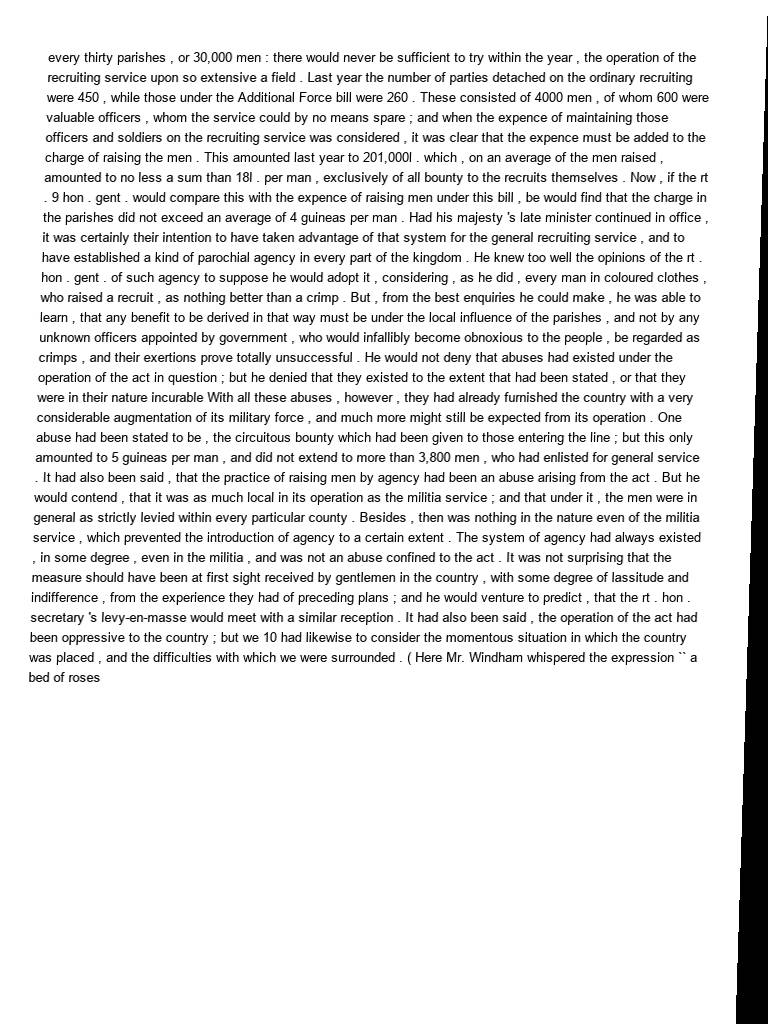 every thirty parishes , or 30,000 men : there would never be sufficient to try within the year , the operation of the
recruiting service upon so extensive a field . Last year the number of parties detached on the ordinary recruiting
were 450 , while those under the Additional Force bill were 260 . These consisted of 4000 men , of whom 600 were
valuable officers , whom the service could by no means spare ; and when the expence of maintaining those
officers and soldiers on the recruiting service was considered , it was clear that the expence must be added to the
charge of raising the men . This amounted last year to 201,000l . which , on an average of the men raised ,
amounted to no less a sum than 18l . per man , exclusively of all bounty to the recruits themselves . Now , if the rt
. 9 hon . gent . would compare this with the expence of raising men under this bill , be would find that the charge in
the parishes did not exceed an average of 4 guineas per man . Had his majesty 's late minister continued in office ,
it was certainly their intention to have taken advantage of that system for the general recruiting service , and to
have established a kind of parochial agency in every part of the kingdom . He knew too well the opinions of the rt .
hon . gent . of such agency to suppose he would adopt it , considering , as he did , every man in coloured clothes ,
who raised a recruit , as nothing better than a crimp . But , from the best enquiries he could make , he was able to
learn , that any benefit to be derived in that way must be under the local influence of the parishes , and not by any
unknown officers appointed by government , who would infallibly become obnoxious to the people , be regarded as
crimps , and their exertions prove totally unsuccessful . He would not deny that abuses had existed under the
operation of the act in question ; but he denied that they existed to the extent that had been stated , or that they
were in their nature incurable With all these abuses , however , they had already furnished the country with a very
considerable augmentation of its military force , and much more might still be expected from its operation . One
abuse had been stated to be , the circuitous bounty which had been given to those entering the line ; but this only
amounted to 5 guineas per man , and did not extend to more than 3,800 men , who had enlisted for general service
. It had also been said , that the practice of raising men by agency had been an abuse arising from the act . But he
would contend , that it was as much local in its operation as the militia service ; and that under it , the men were in
general as strictly levied within every particular county . Besides , then was nothing in the nature even of the militia
service , which prevented the introduction of agency to a certain extent . The system of agency had always existed
, in some degree , even in the militia , and was not an abuse confined to the act . It was not surprising that the
measure should have been at first sight received by gentlemen in the country , with some degree of lassitude and
indifference , from the experience they had of preceding plans ; and he would venture to predict , that the rt . hon .
secretary 's levy-en-masse would meet with a similar reception . It had also been said , the operation of the act had
been oppressive to the country ; but we 10 had likewise to consider the momentous situation in which the country
was placed , and the difficulties with which we were surrounded . ( Here Mr. Windham whispered the expression `` a
bed of roses